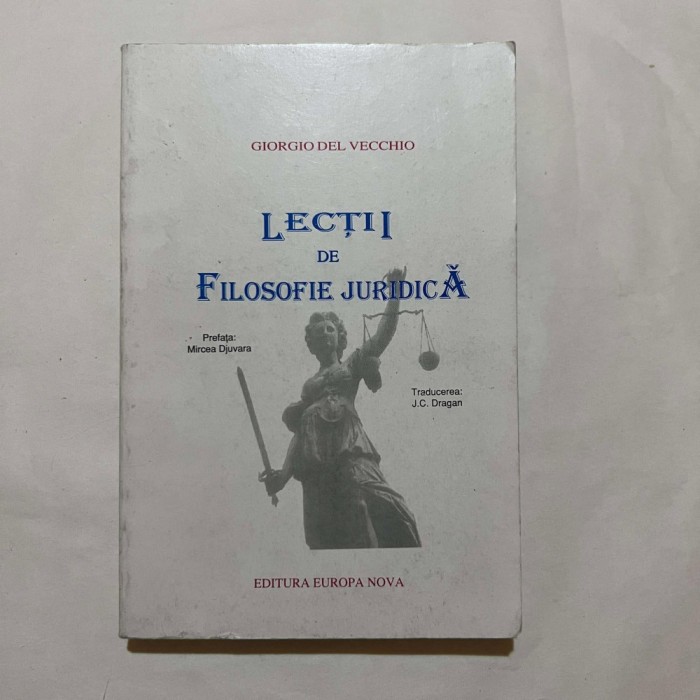 GIORGIO DEL VECCHIO
LECȚII
DE
FILOSOFIE JURIDICĂ
Prefața:
Mircea Djuvara
Traducerea:
J.C. Dragan
EDITURA EUROPA NOVA